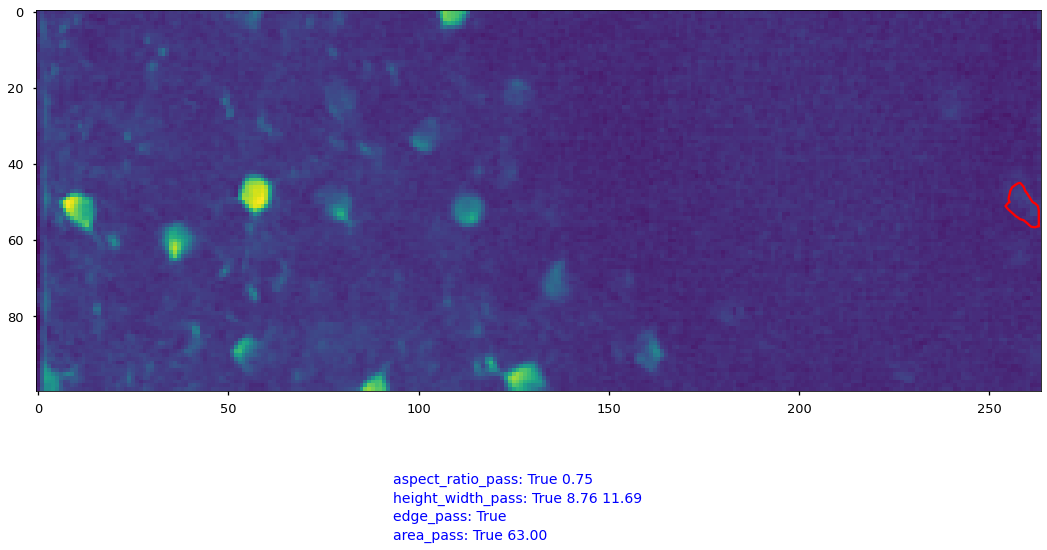 0
20
40
60
80
0 50 100 150 200 250
aspect_ratio_pass: True 0.75
height_width_pass: True 8.76 11.69
edge_pass: True
area_pass: True 63.00